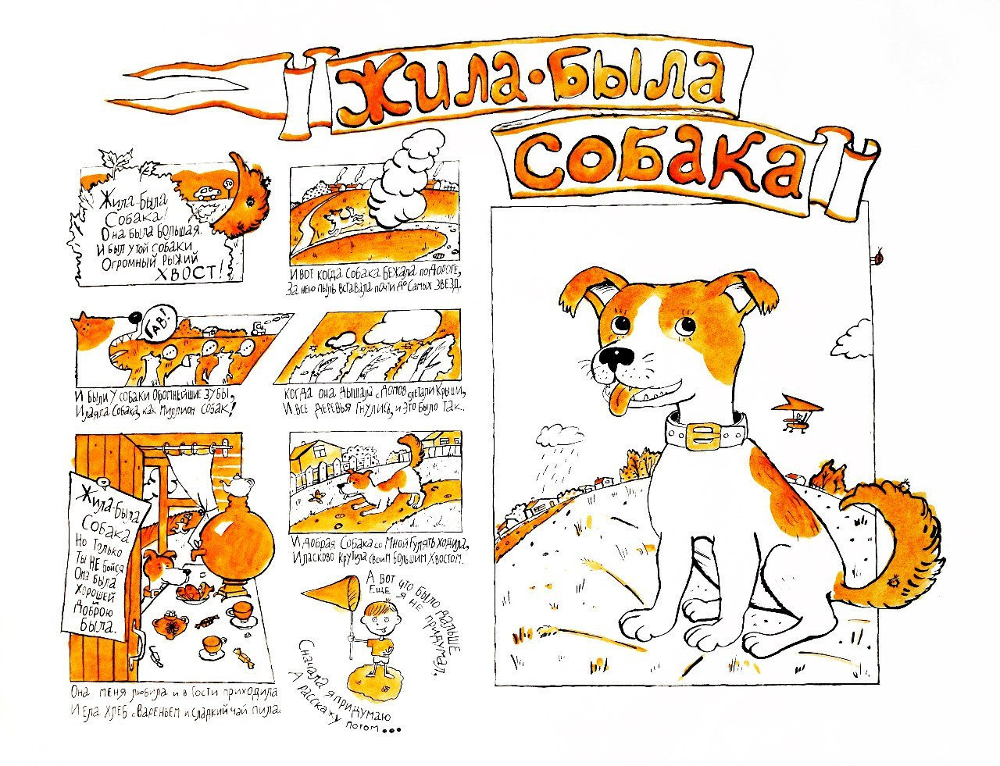 Жила-была
собака
Жила-была
Собака!
Она была большая.
И был у той собаки
Огромный рыжий
ХВОСТ!
50
И вот когда собака бежала по дороге,
За нею пыль вставала почти до самых звезд.
ГАВ!
...
...
...
И были у собаки огромнейшие зубы,
И лаяла собака, как миллион собак!
Когда она дышала с домов слетали крыши,
И все деревья гнулись, и это было так..
Жила-была
Собака
Но только
Ты не бойся
Она была
Хорошей
Доброю
была.
Она меня любила и в гости приходила
И ела хлеб с вареньем и сладкий чай пила.
И добрая собака со мной гулять ходила,
И ласково крутила своим большим хвостом.
А вот что было дальше
Еще я не придумал.
Сначала я придумаю
А расскажу потом...